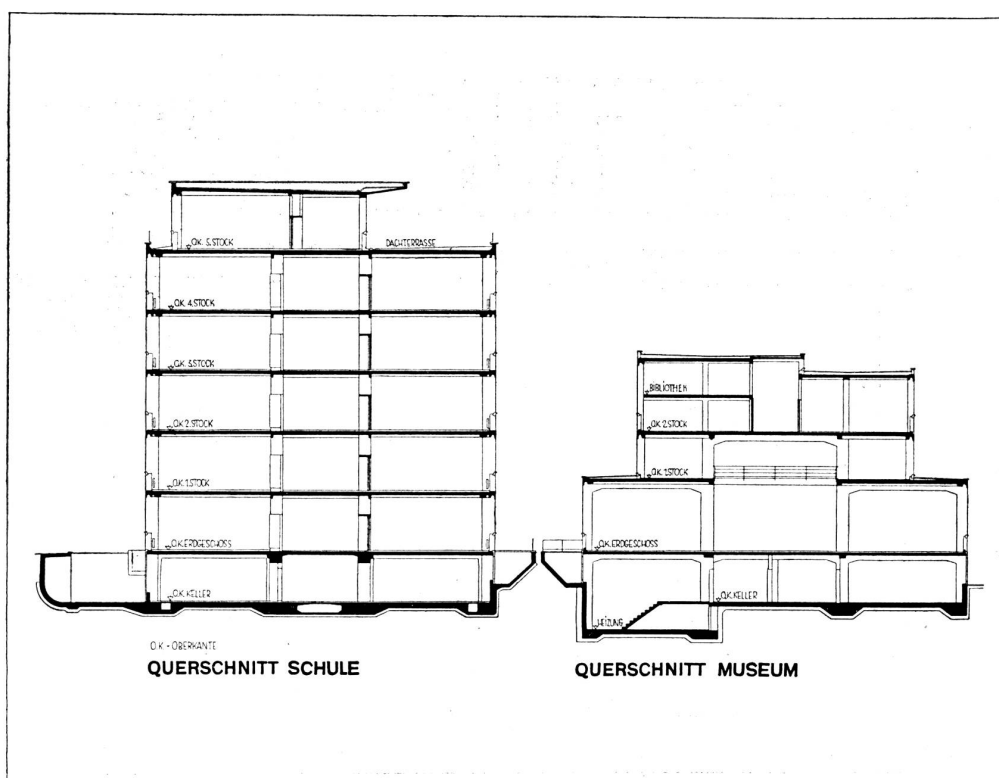 O.K. 5.STOCK
DACHTERRASSE
O.K. 4.STOCK
O.K. 3.STOCK
O.K. 2.STOCK
O.K. 1.STOCK
O.K. ERDGESCHOSS
O.K. KELLER
O.K - OBERKANTE
QUERSCHNITT SCHULE
BIBLIOTHEK
O.K. 2.STOCK
O.K. 1.STOCK
O.K. ERDGESCHOSS
O.K. KELLER
HEIZUNG
QUERSCHNITT MUSEUM